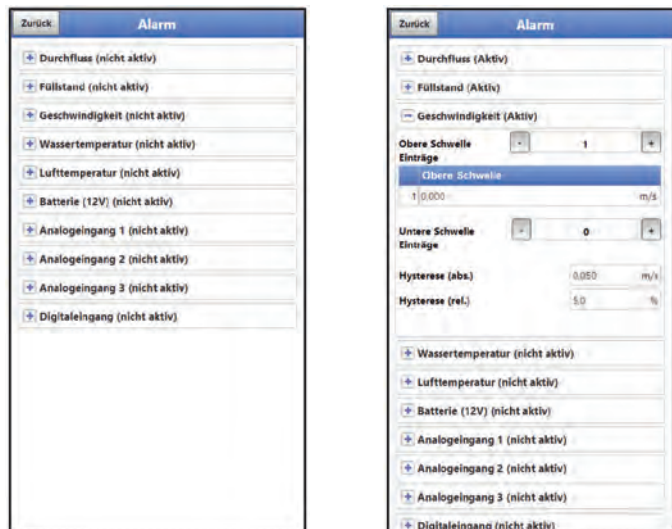 Zurück
Alarm
Durchfluss (nicht aktiv)
Füllstand (nicht aktiv)
Geschwindigkeit (nicht aktiv)
Wassertemperatur (nicht aktiv)
Lufttemperatur (nicht aktiv)
Batterie (12V) (nicht aktiv)
Analogeingang 1 (nicht aktiv)
Analogeingang 2 (nicht aktiv)
Analogeingang 3 (nicht aktiv)
Digitaleingang (nicht aktiv)
Zurück
Alarm
Durchfluss (Aktiv)
Füllstand (Aktiv)
Geschwindigkeit (Aktiv)
Obere Schwelle - 1 +
Einträge
Obere Schwelle
1 0,000 m/s
Untere Schwelle - 0 +
Einträge
Hysterese (abs.) 0,050 m/s
Hysterese (rel.) 5,0 %
Wassertemperatur (nicht aktiv)
Lufttemperatur (nicht aktiv)
Batterie (12V) (nicht aktiv)
Analogeingang 1 (nicht aktiv)
Analogeingang 2 (nicht aktiv)
Analogeingang 3 (nicht aktiv)
Digitaleingang (nicht aktiv)